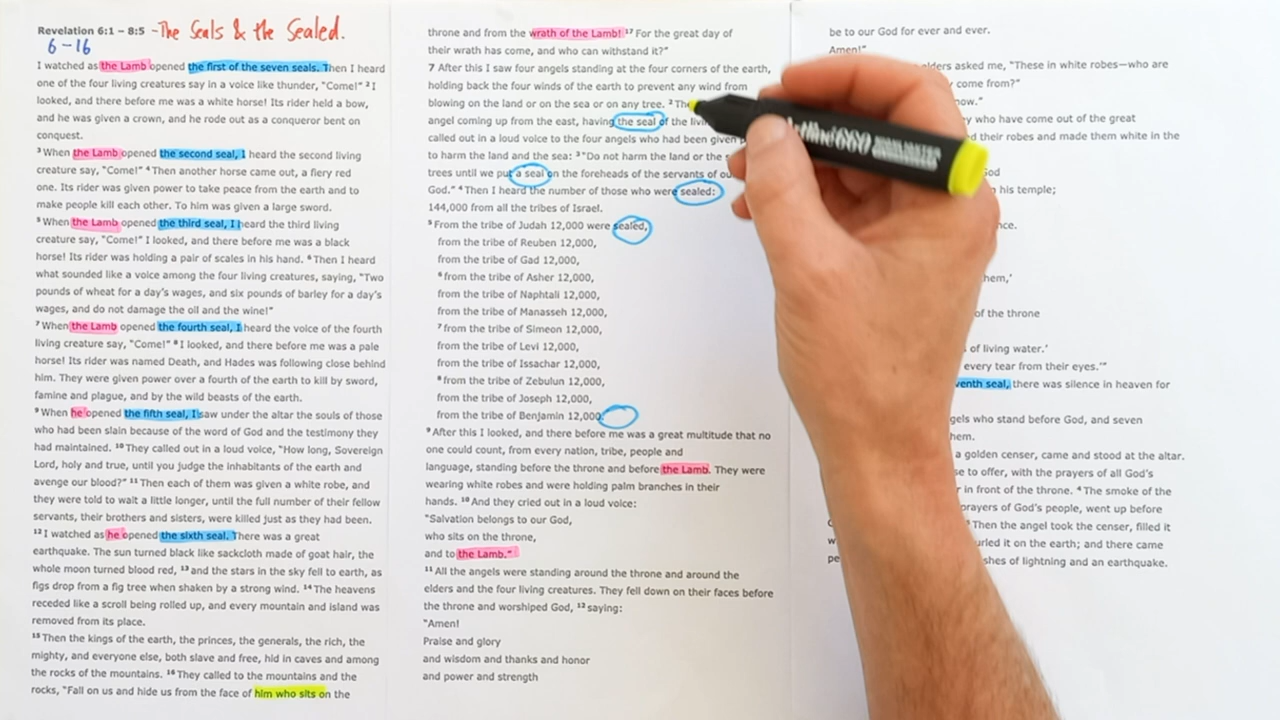 Revelation 6:1 – 8:5 -The Seals & the Sealed.
6-16
I watched as the Lamb opened the first of the seven seals. Then I heard
one of the four living creatures say in a voice like thunder, “Come!” 2 I
looked, and there before me was a white horse! Its rider held a bow,
and he was given a crown, and he rode out as a conqueror bent on
conquest.
3 When the Lamb opened the second seal, I heard the second living
creature say, “Come!” 4 Then another horse came out, a fiery red
one. Its rider was given power to take peace from the earth and to
make people kill each other. To him was given a large sword.
5 When the Lamb opened the third seal, I heard the third living
creature say, “Come!” I looked, and there before me was a black
horse! Its rider was holding a pair of scales in his hand. 6 Then I heard
what sounded like a voice among the four living creatures, saying, “Two
pounds of wheat for a day’s wages, and six pounds of barley for a day’s
wages, and do not damage the oil and the wine!”
7 When the Lamb opened the fourth seal, I heard the voice of the fourth
living creature say, “Come!” 8 I looked, and there before me was a pale
horse! Its rider was named Death, and Hades was following close behind
him. They were given power over a fourth of the earth to kill by sword,
famine and plague, and by the wild beasts of the earth.
9 When he opened the fifth seal, I saw under the altar the souls of those
who had been slain because of the word of God and the testimony they
had maintained. 10 They called out in a loud voice, “How long, Sovereign
Lord, holy and true, until you judge the inhabitants of the earth and
avenge our blood?” 11 Then each of them was given a white robe, and
they were told to wait a little longer, until the full number of their fellow
servants, their brothers and sisters, were killed just as they had been.
12 I watched as he opened the sixth seal. There was a great
earthquake. The sun turned black like sackcloth made of goat hair, the
whole moon turned blood red, 13 and the stars in the sky fell to earth, as
figs drop from a fig tree when shaken by a strong wind. 14 The heavens
receded like a scroll being rolled up, and every mountain and island was
removed from its place.
15 Then the kings of the earth, the princes, the generals, the rich, the
mighty, and everyone else, both slave and free, hid in caves and among
the rocks of the mountains. 16 They called to the mountains and the
rocks, “Fall on us and hide us from the face of him who sits on the
throne and from the wrath of the Lamb! 17 For the great day of
their wrath has come, and who can withstand it?”
7 After this I saw four angels standing at the four corners of the earth,
holding back the four winds of the earth to prevent any wind from
blowing on the land or on the sea or on any tree. 2
angel coming up from the east, having the seal of the
called out in a loud voice to the four angels who had been given
to harm the land and the sea: 3 “Do not harm the land or the
trees until we put a seal on the foreheads of the servants of
God.” 4 Then I heard the number of those who were sealed:
144,000 from all the tribes of Israel.
5 From the tribe of Judah 12,000 were sealed,
from the tribe of Reuben 12,000,
from the tribe of Gad 12,000,
6 from the tribe of Asher 12,000,
from the tribe of Naphtali 12,000,
from the tribe of Manasseh 12,000,
7 from the tribe of Simeon 12,000,
from the tribe of Levi 12,000,
from the tribe of Issachar 12,000,
8 from the tribe of Zebulun 12,000,
from the tribe of Joseph 12,000,
from the tribe of Benjamin 12,000.
9 After this I looked, and there before me was a great multitude that no
one could count, from every nation, tribe, people and
language, standing before the throne and before the Lamb. They were
wearing white robes and were holding palm branches in their
hands. 10 And they cried out in a loud voice:
“Salvation belongs to our God,
who sits on the throne,
and to the Lamb.”
11 All the angels were standing around the throne and around the
elders and the four living creatures. They fell down on their faces before
the throne and worshiped God, 12 saying:
“Amen!
Praise and glory
and wisdom and thanks and honor
and power and strength
be to our God for ever and ever.
Amen!”
asked me, “These in white robes—who are
come from?”
who have come out of the great
their robes and made them white in the
his temple;
of the throne
of living water.’
every tear from their eyes.’”
seal, there was silence in heaven for
who stand before God, and seven
a golden censer, came and stood at the altar.
to offer, with the prayers of all God’s
in front of the throne. 4 The smoke of the
prayers of God’s people, went up before
Then the angel took the censer, filled it
it on the earth; and there came
of lightning and an earthquake.